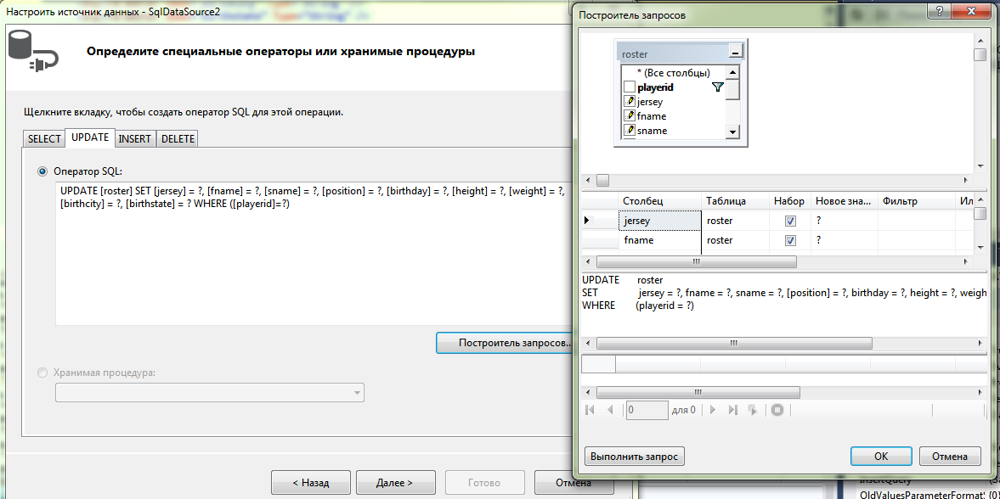 Настроить источник данных - SqlDataSource2
Определите специальные операторы или хранимые процедуры
Щелкните вкладку, чтобы создать оператор SQL для этой операции.
SELECT UPDATE INSERT DELETE
Оператор SQL:
UPDATE [roster] SET [jersey] = ?, [fname] = ?, [sname] = ?, [position] = ?, [birthday] = ?, [height] = ?, [weight] = ?,
[birthcity] = ?, [birthstate] = ? WHERE ([playerid]=?)
Построитель запросов..
Хранимая процедура:
< Назад Далее > Готово Отмена
Построитель запросов
roster
* (Все столбцы)
playerid
jersey
fname
sname
Столбец Таблица Набор Новое зна... Фильтр Ил
jersey roster ?
fname roster ?
UPDATE roster
SET jersey = ?, fname = ?, sname = ?, [position] = ?, birthday = ?, height = ?, weigh
WHERE (playerid = ?)
0 для 0
Выполнить запрос OK Отмена
InsertQuery
OldValuesParameterFormatS {0}